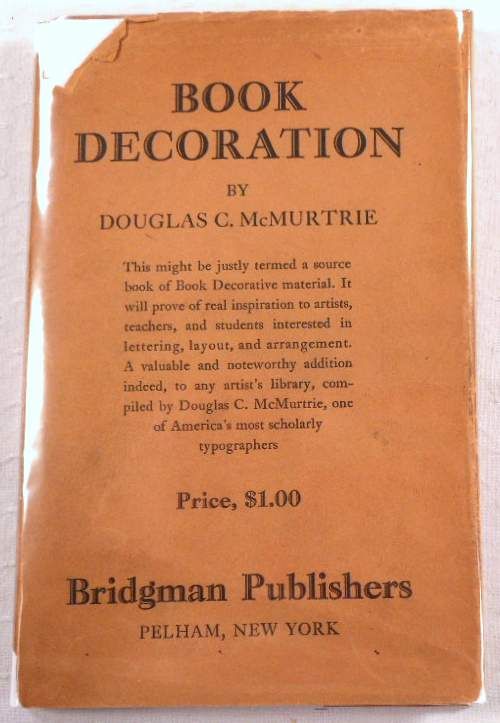 BOOK
DECORATION
BY
DOUGLAS C. McMURTRIE
This might be justly termed a source
book of Book Decorative material. It
will prove of real inspiration to artists,
teachers, and students interested in
lettering, layout, and arrangement.
A valuable and noteworthy addition
indeed, to any artist's library, com-
piled by Douglas C. McMurtrie, one
of America's most scholarly
typographers
Price, $1.00
Bridgman Publishers
PELHAM, NEW YORK